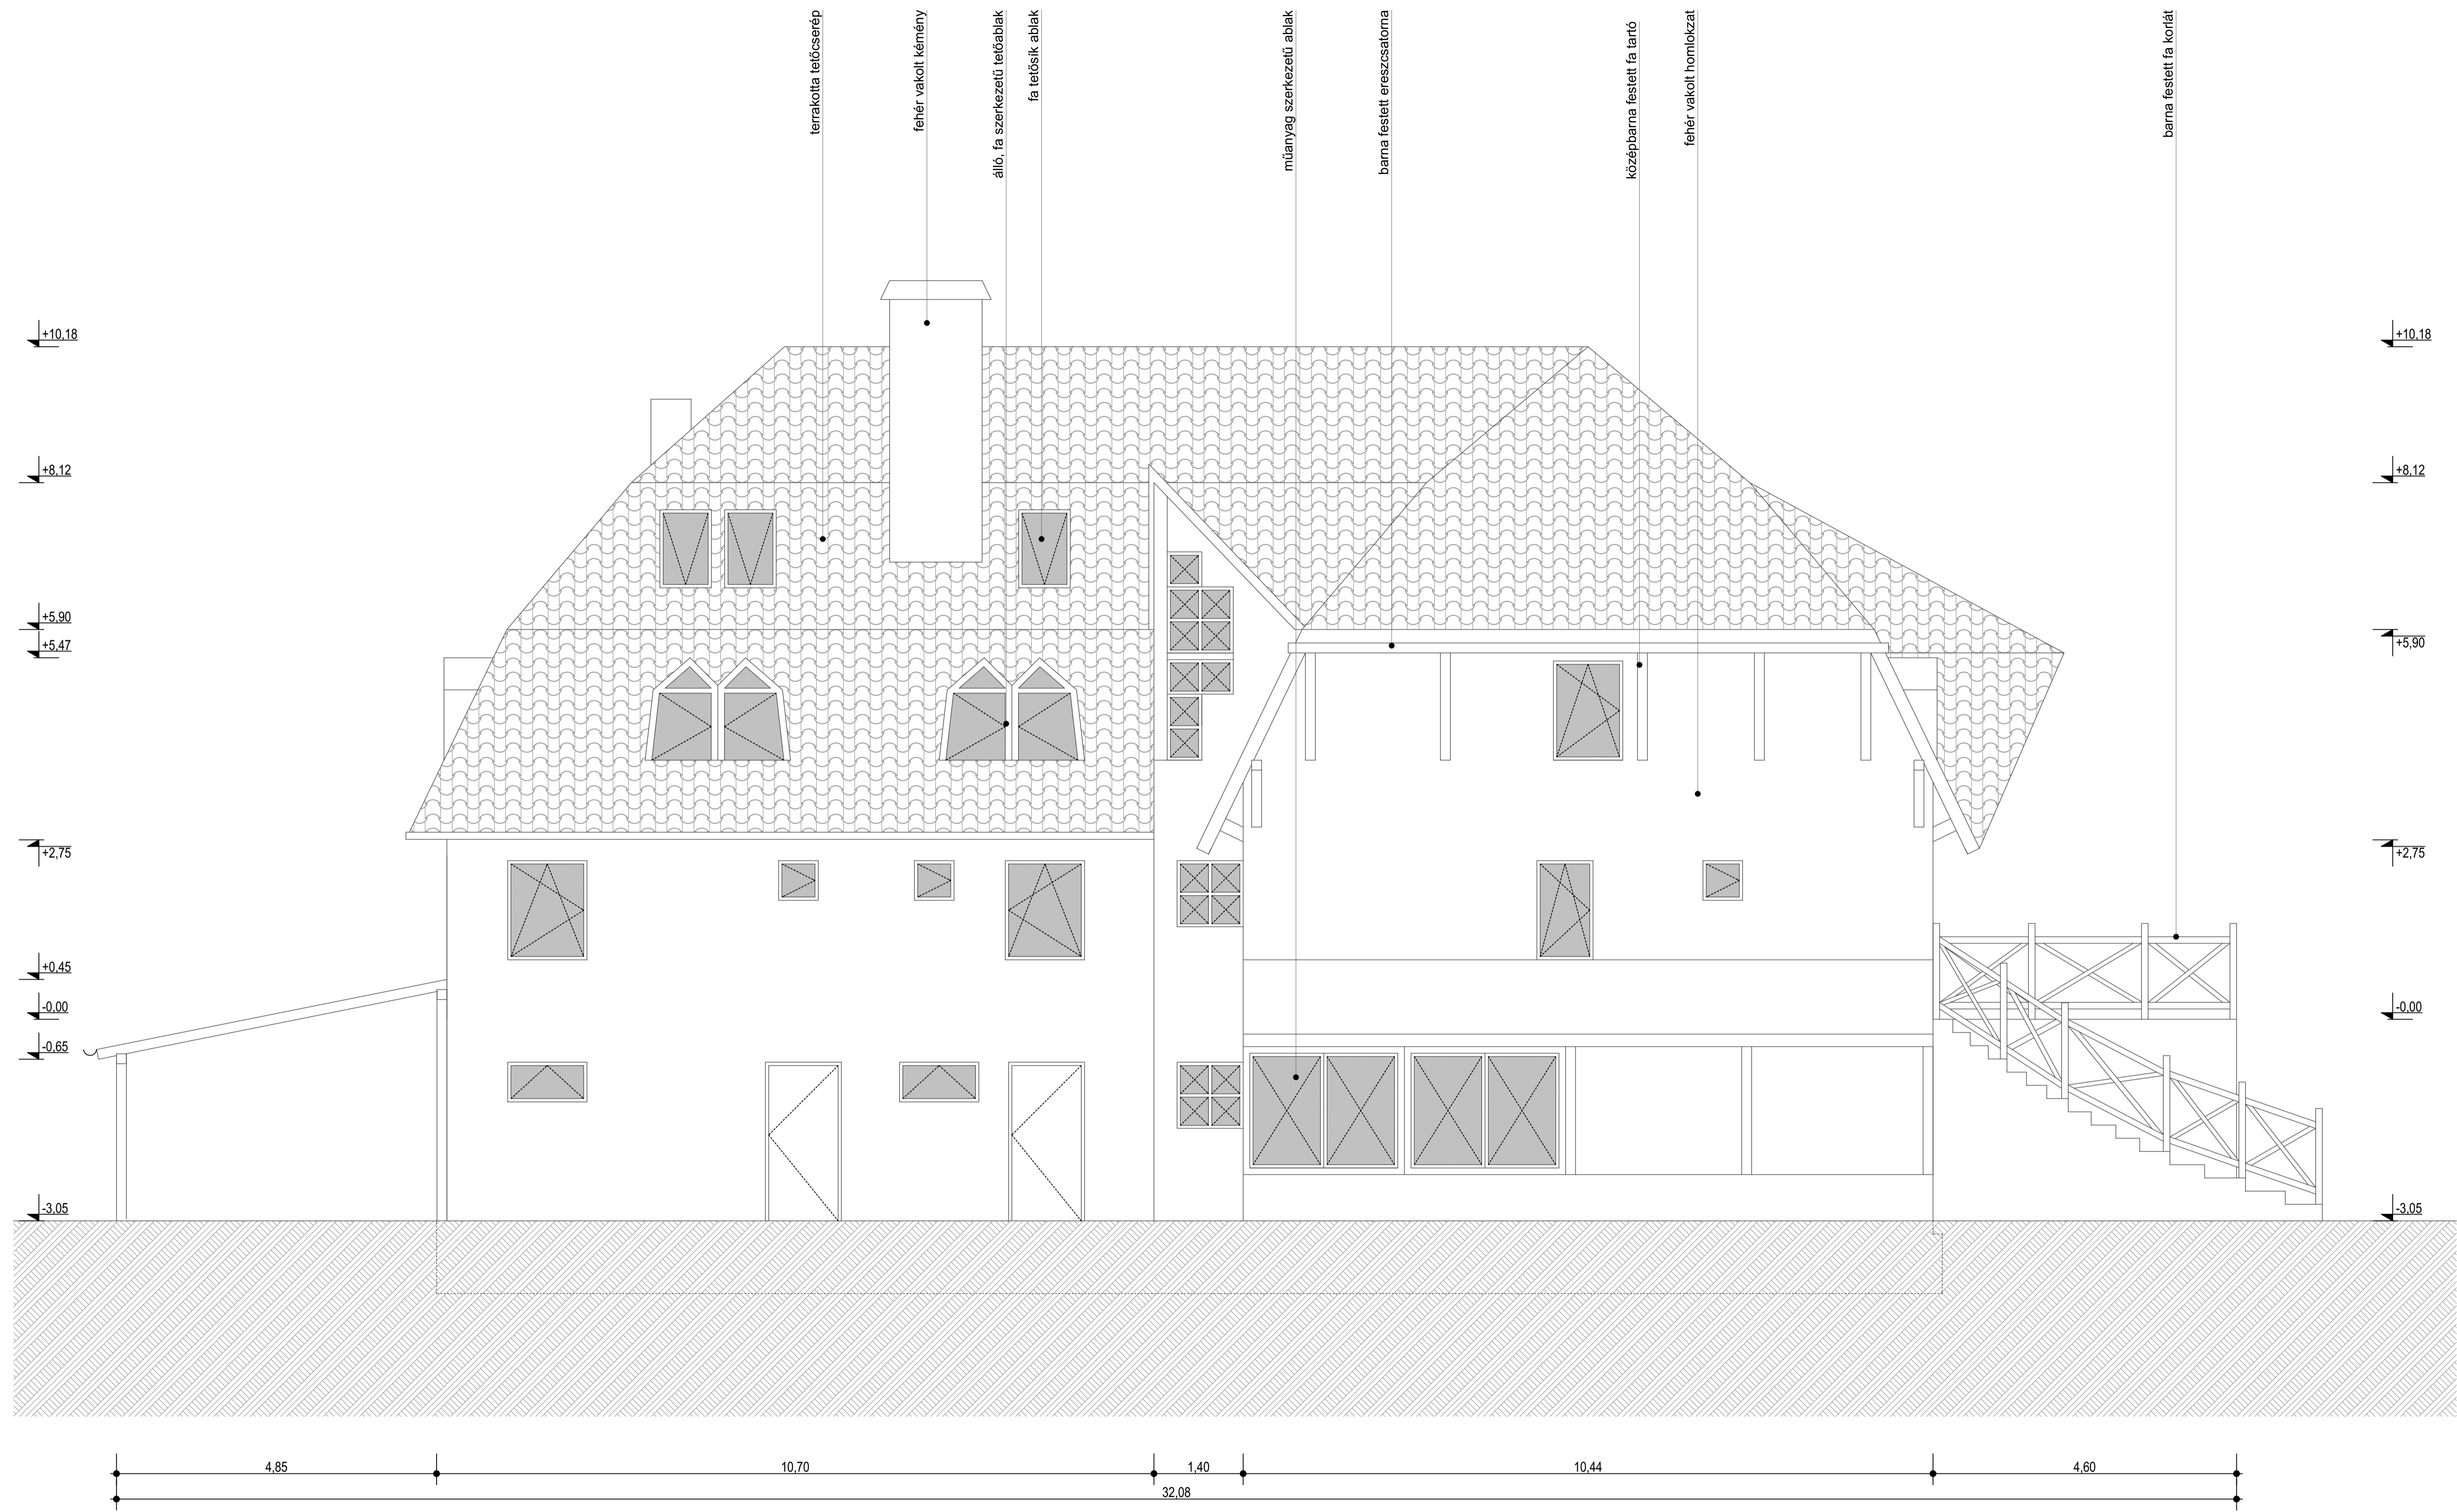 terrakotta tetőcserép
fehér vakolt kémény
álló, fa szerkezetű tetőablak
fa tetősík ablak
műanyag szerkezetű ablak
barna festett ereszcsatorna
középbarna festett fa tartó
fehér vakolt homlokzat
barna festett fa korlát
+10,18
+8,12
+5,90
+5,47
+2,75
+0,45
-0,00
-0,65
-3,05
+10,18
+8,12
+5,90
+2,75
-0,00
-3,05
4,85
10,70
1,40
10,44
4,60
32,08